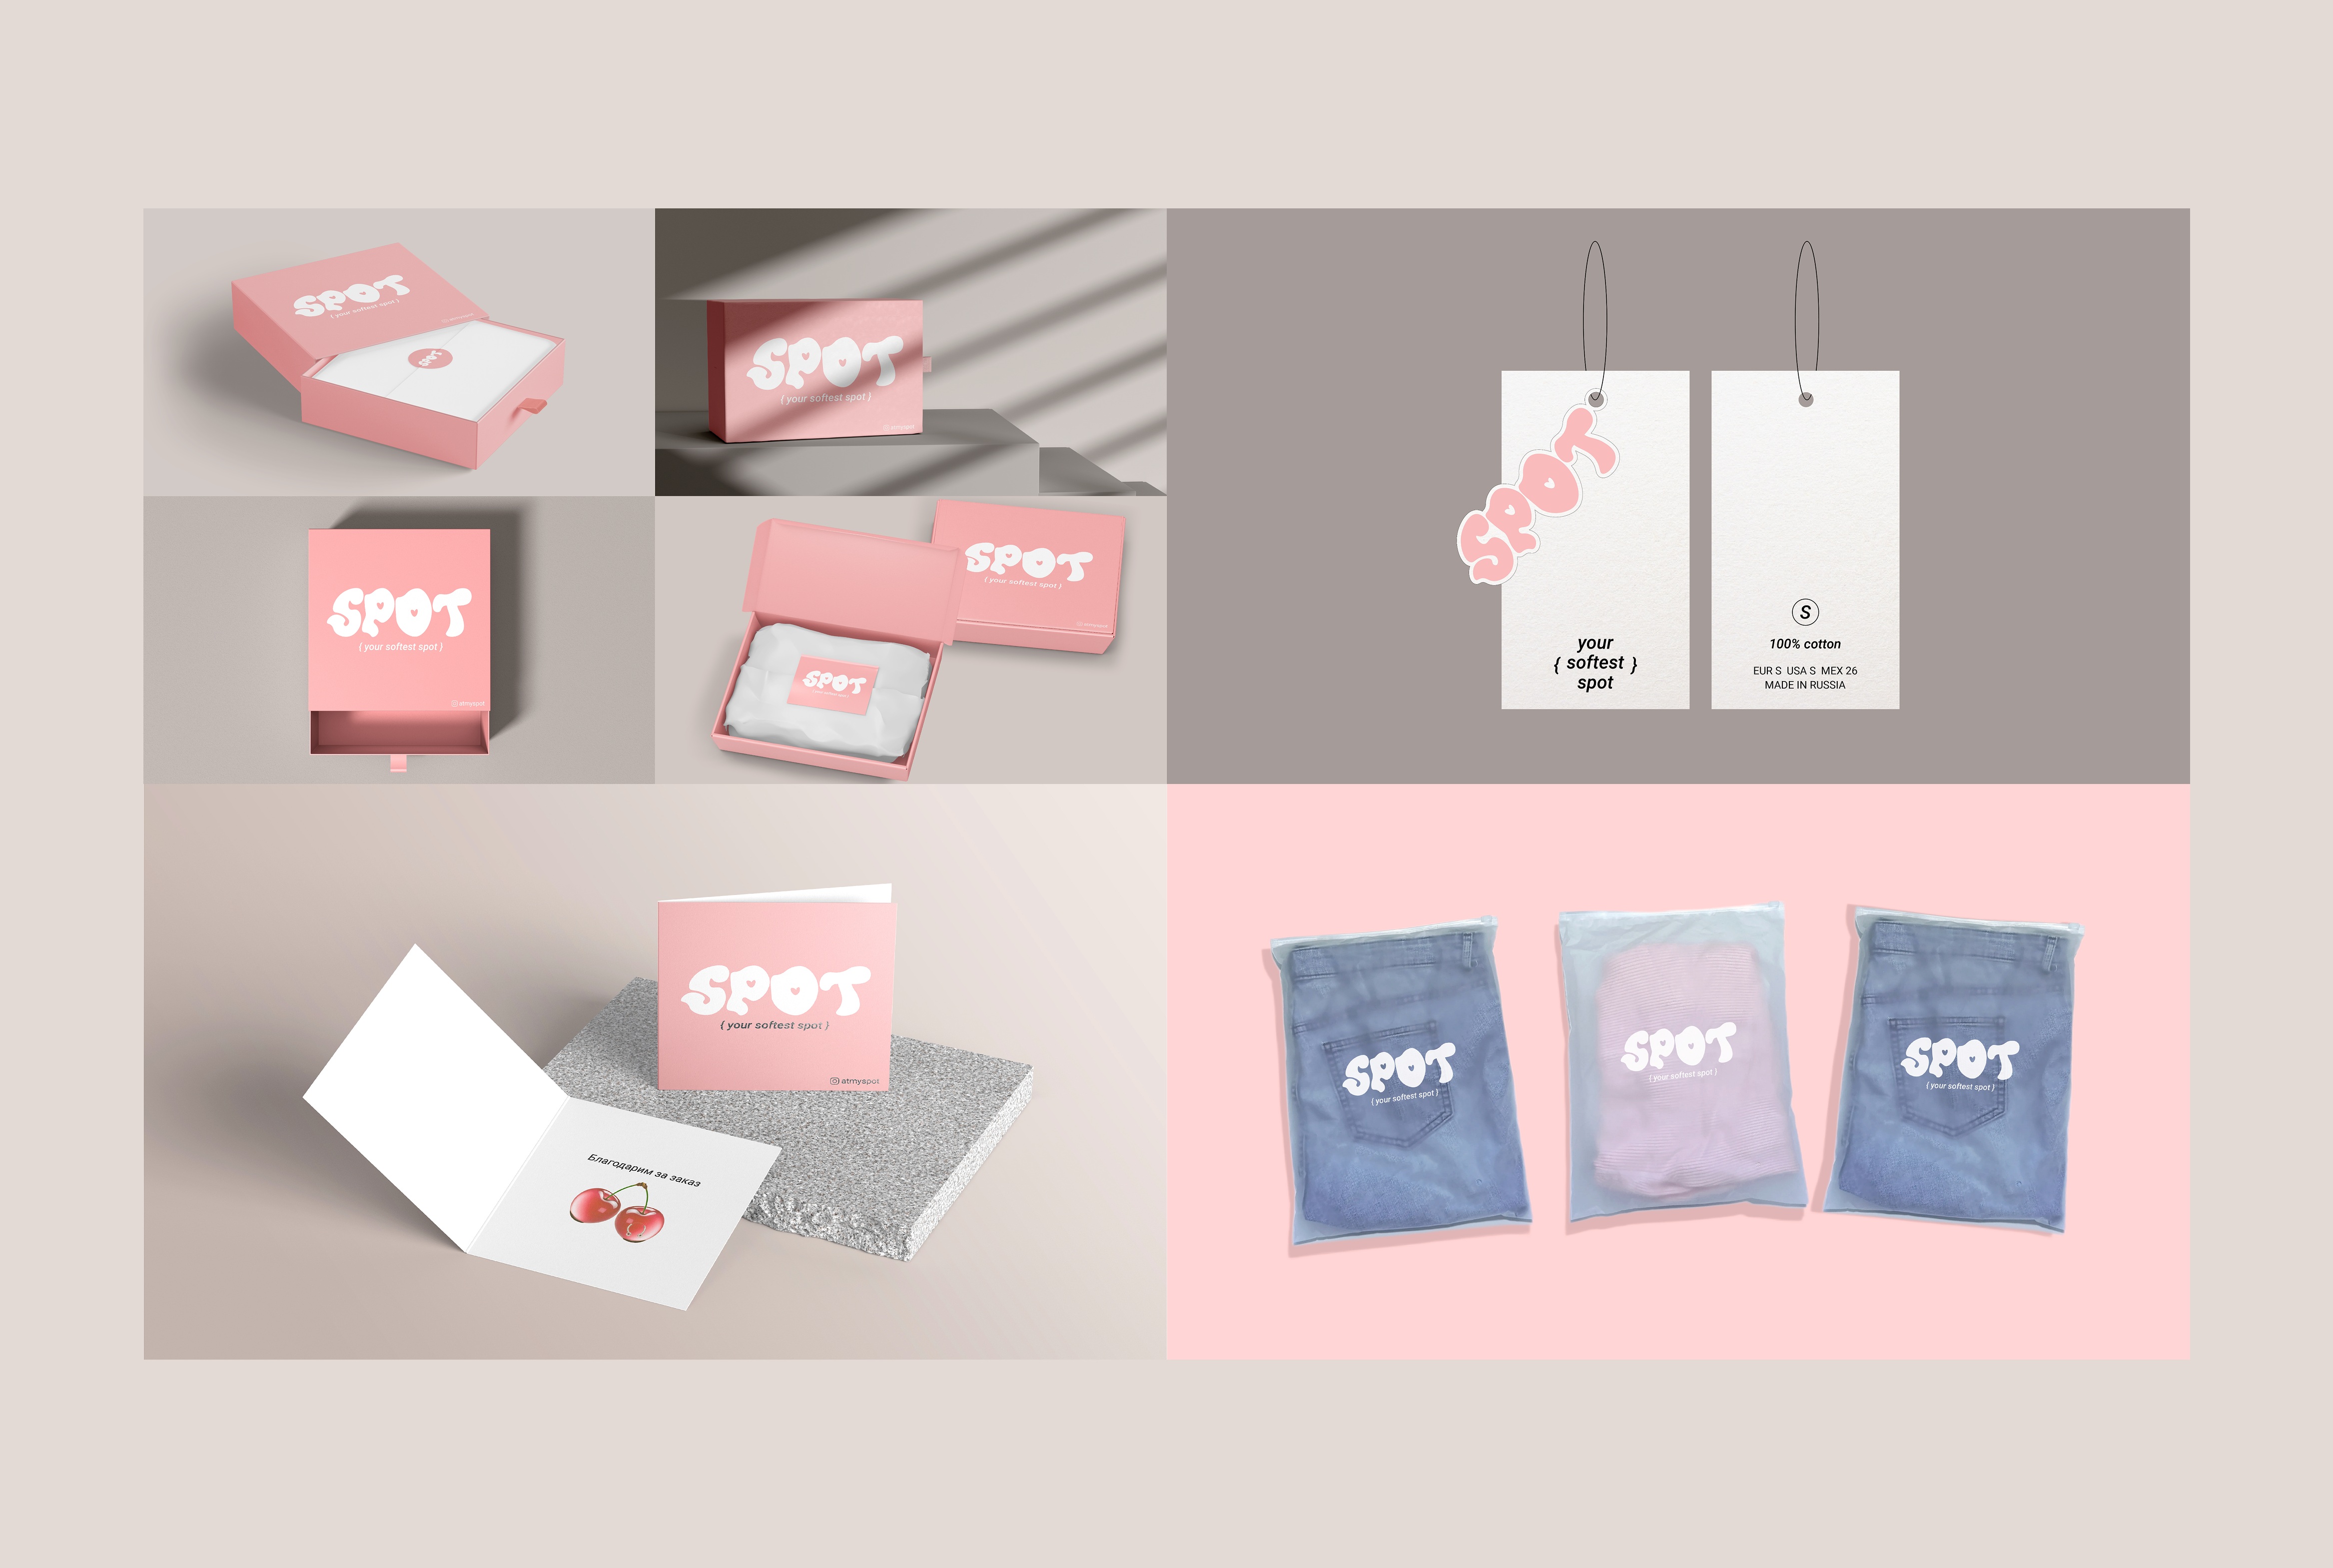 SPOT
{ your softest spot }
SPOT
SPOT
{ your softest spot }
atmyspot
SPOT
{ your softest spot }
atmyspot
SPOT
{ your softest spot }
atmyspot
SPOT
SPOT
your
{ softest }
spot
S
100% cotton
EUR S USA S MEX 26
MADE IN RUSSIA
SPOT
{ your softest spot }
atmyspot
Благодарим за заказ
SPOT
{ your softest spot }
SPOT
{ your softest spot }
SPOT
{ your softest spot }